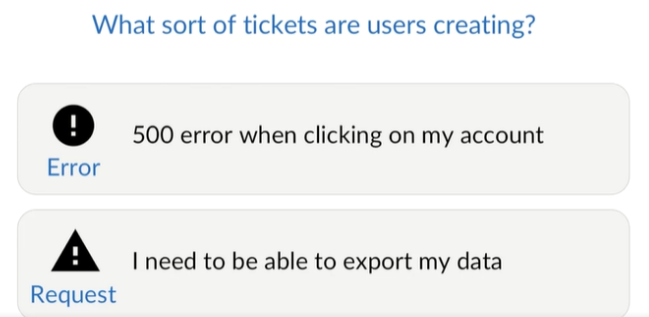 What sort of tickets are users creating?
500 error when clicking on my account
Error
I need to be able to export my data
Request